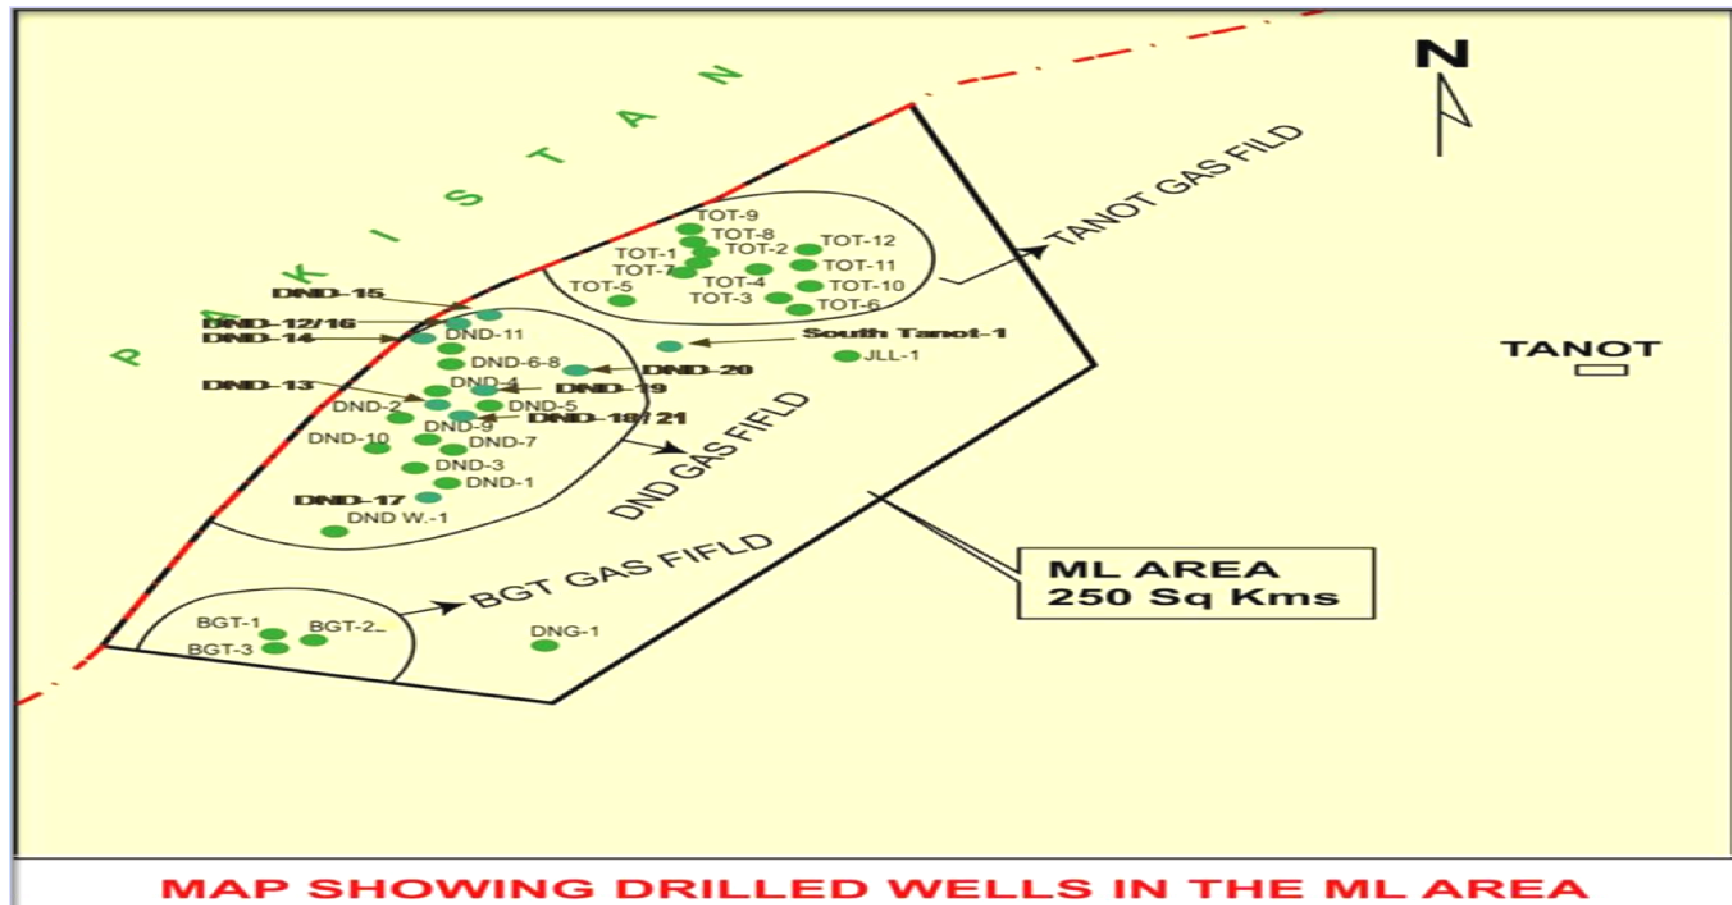 N
PAKISTAN
TANOT GAS FILD
TOT-9
TOT-8
TOT-12
TOT-1
TOT-2
TOT-7
TOT-11
TOT-4
TOT-5
TOT-10
TOT-3
TOT-6
DND-15
DND-12/16
DND-11
DND-14
South Tanot-1
JLL-1
TANOT
DND-6-8
DND-20
DND-13
DND-4
DND-19
DND-2
DND-5
DND-18/21
DND-9
DND-10
DND-7
DND-3
DND-1
DND-17
DND W.-1
DND GAS FIFLD
BGT GAS FIFLD
ML AREA
250 Sq Kms
BGT-1
BGT-2
BGT-3
DNG-1
MAP SHOWING DRILLED WELLS IN THE ML AREA